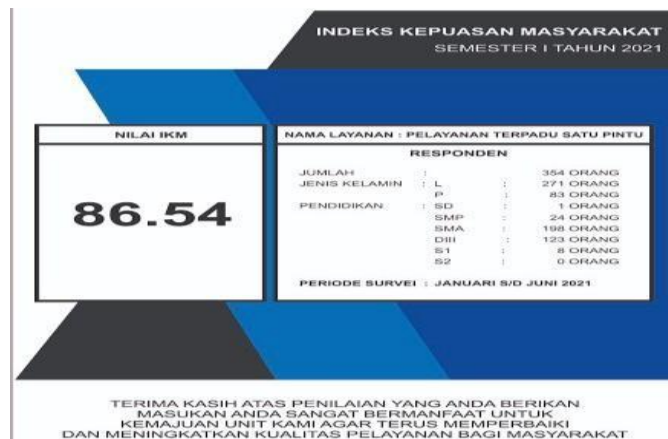 INDEKS KEPUASAN MASYARAKAT
SEMESTER I TAHUN 2021
NILAI IKM
86.54
NAMA LAYANAN : PELAYANAN TERPADU SATU PINTU
RESPONDEN
JUMLAH : 354 ORANG
JENIS KELAMIN : L : 271 ORANG
P : 83 ORANG
PENDIDIKAN : SD : 1 ORANG
SMP : 24 ORANG
SMA : 198 ORANG
DIII : 123 ORANG
S1 : 8 ORANG
S2 : 0 ORANG
PERIODE SURVEI : JANUARI S/D JUNI 2021
TERIMA KASIH ATAS PENILAIAN YANG ANDA BERIKAN
MASUKAN ANDA SANGAT BERMANFAAT UNTUK
KEMAJUAN UNIT KAMI AGAR TERUS MEMPERBAIKI
DAN MENINGKATKAN KUALITAS PELAYANAN BAGI MASYARAKAT